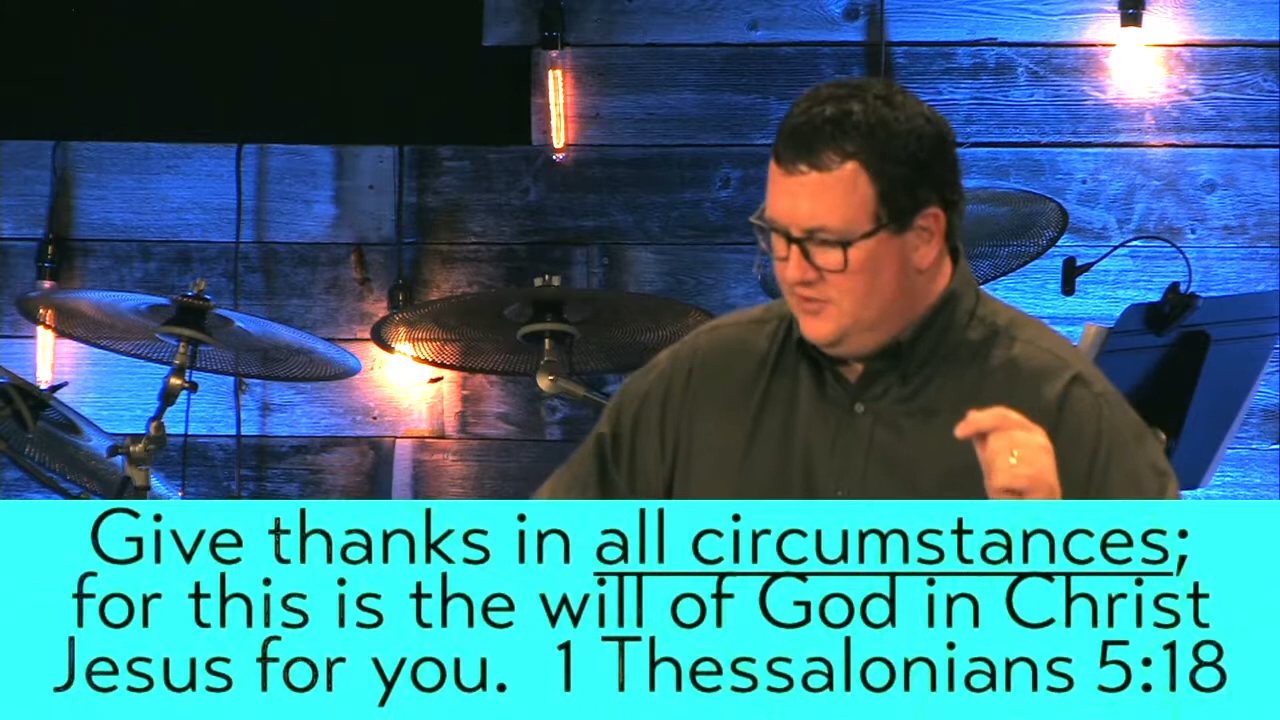 Give thanks in all circumstances;
for this is the will of God in Christ
Jesus for you.  1 Thessalonians 5:18